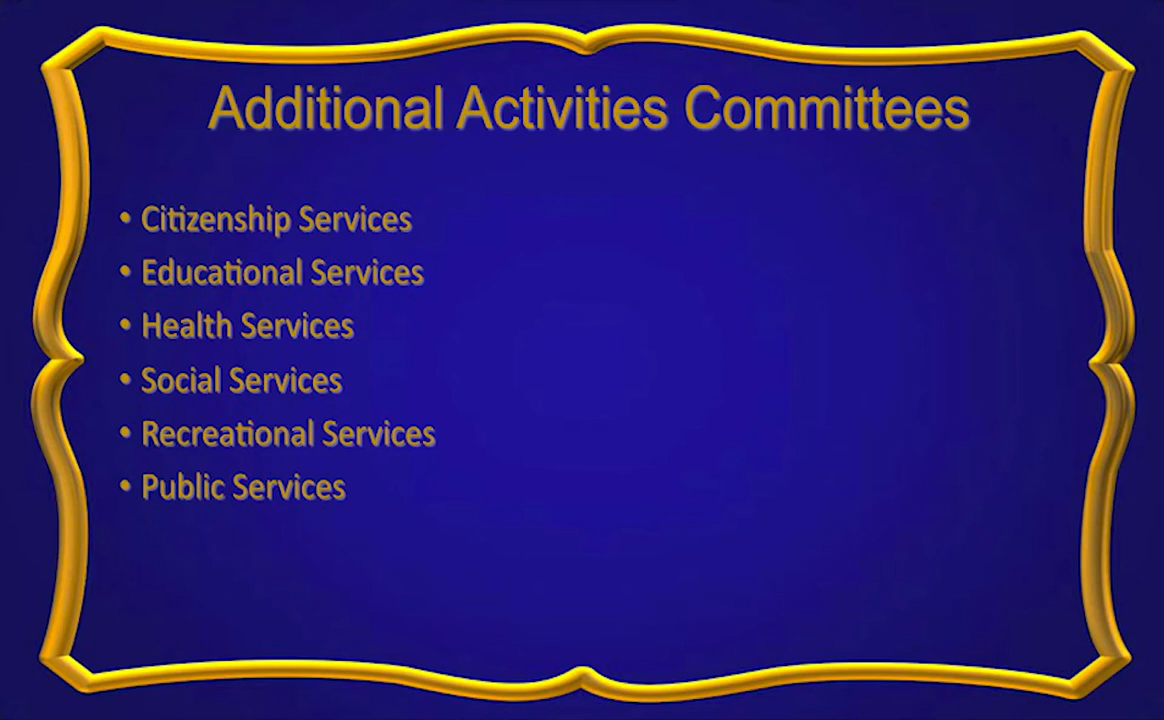 Additional Activities Committees
• Citizenship Services
• Educational Services
• Health Services
• Social Services
• Recreational Services
• Public Services